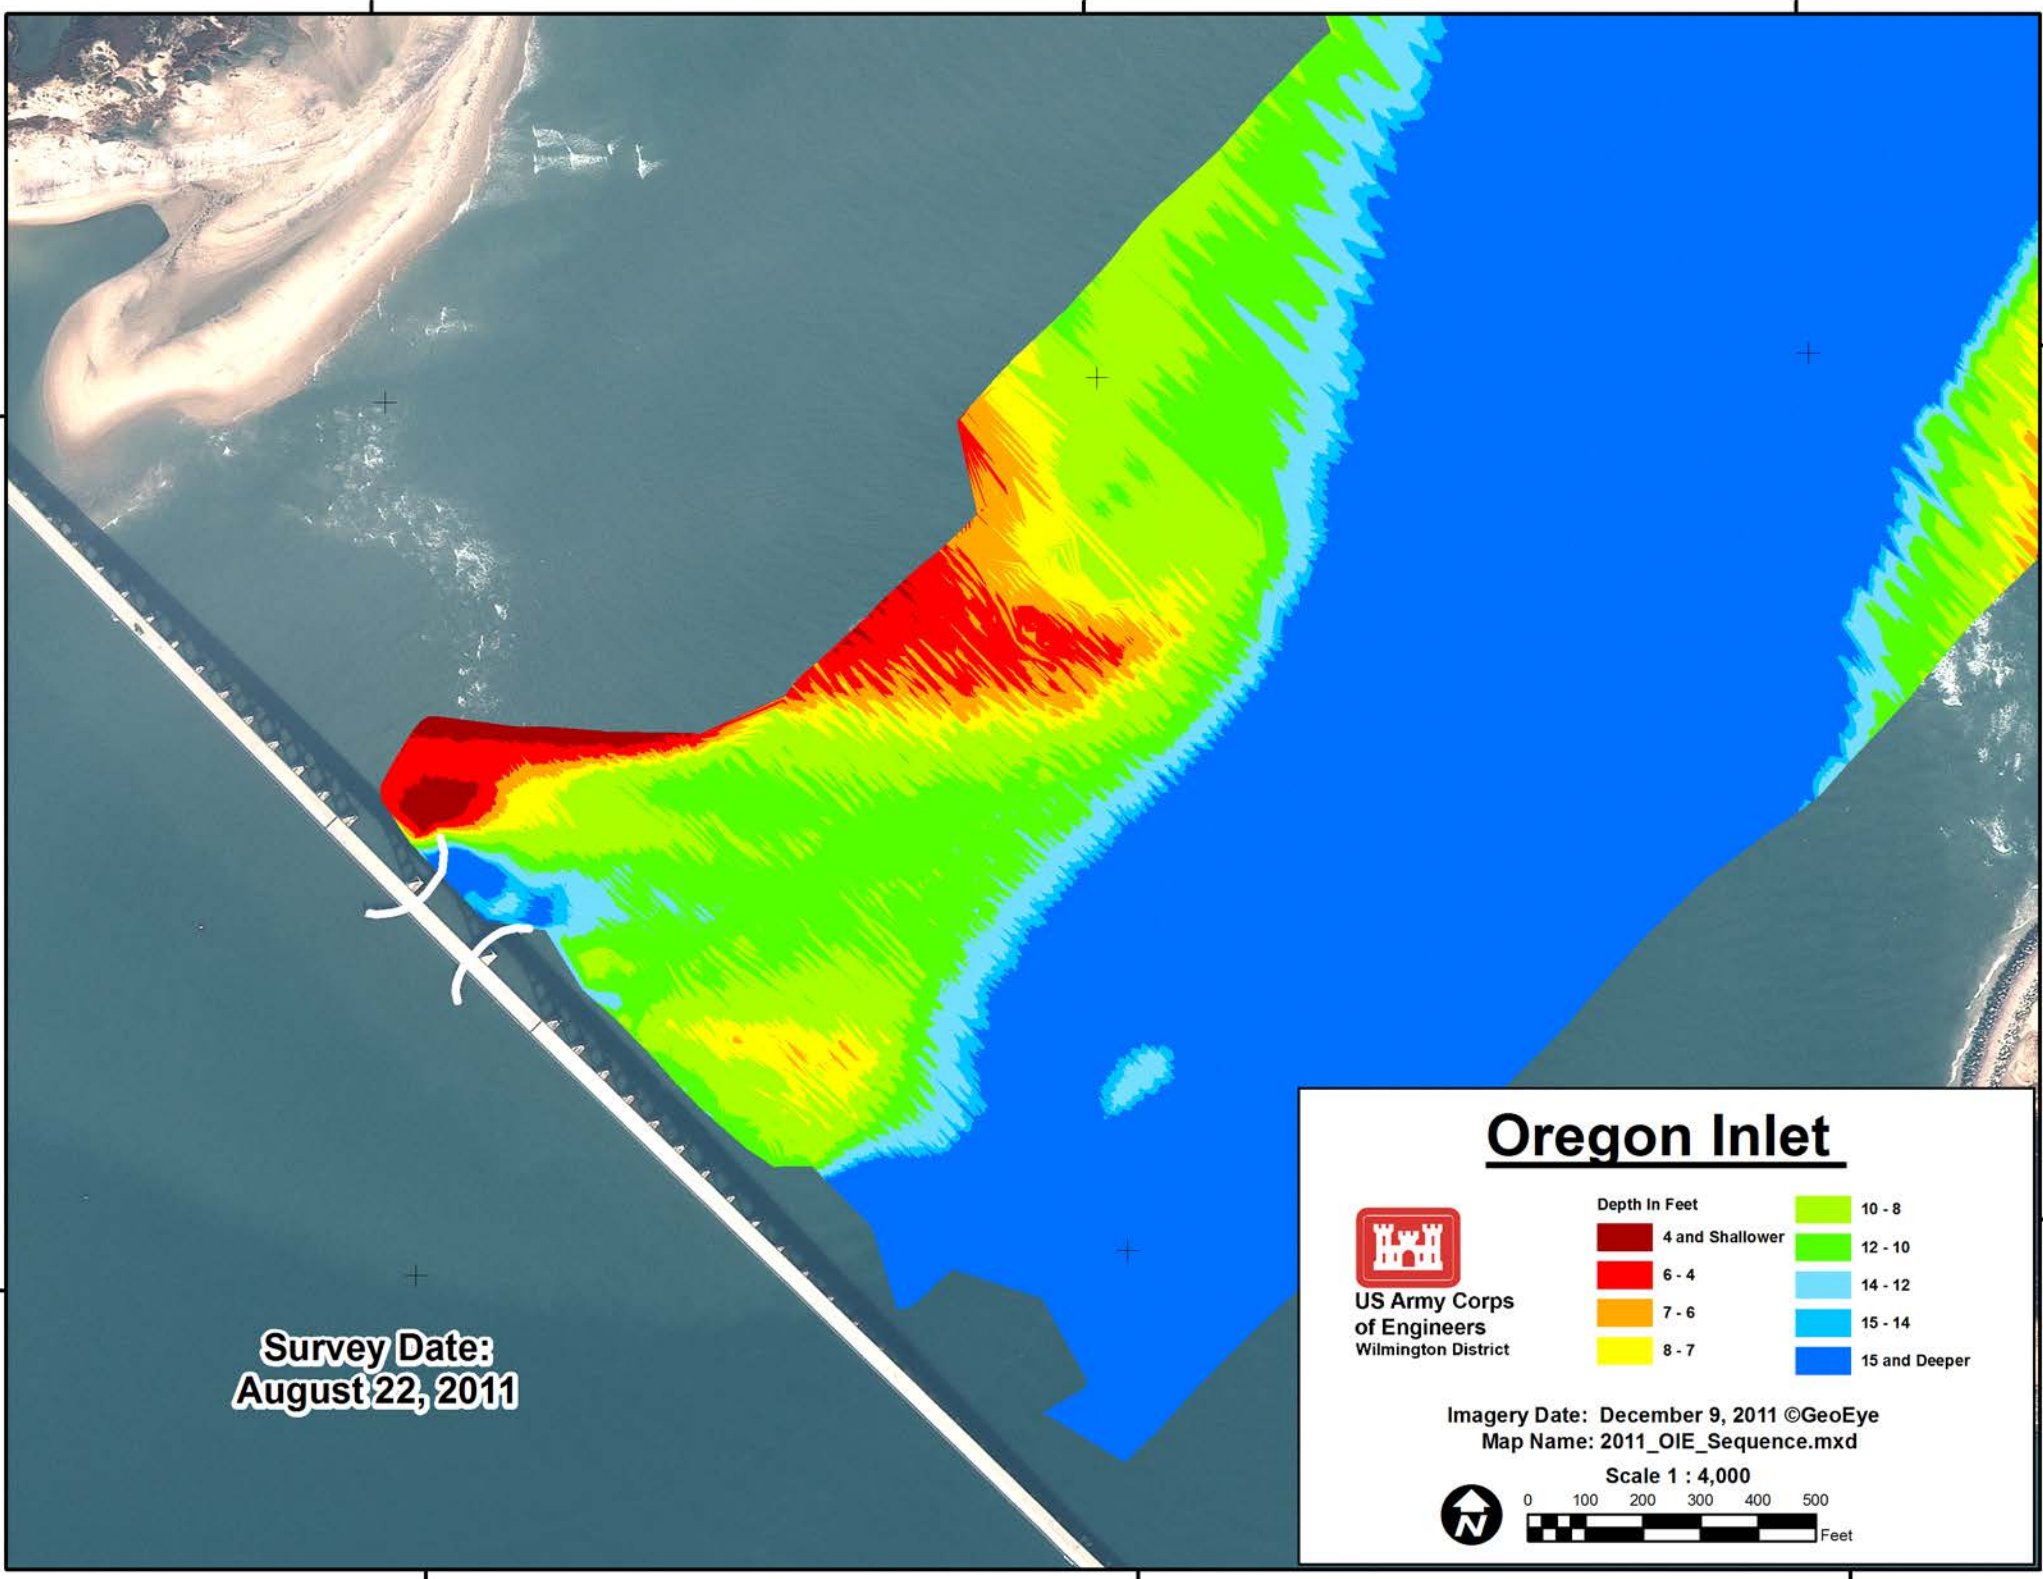 Survey Date:
August 22, 2011
Oregon Inlet
US Army Corps
of Engineers
Wilmington District
Depth In Feet
4 and Shallower
6 - 4
7 - 6
8 - 7
10 - 8
12 - 10
14 - 12
15 - 14
15 and Deeper
Imagery Date: December 9, 2011 ©GeoEye
Map Name: 2011_OIE_Sequence.mxd
Scale 1 : 4,000
0 100 200 300 400 500
Feet
N